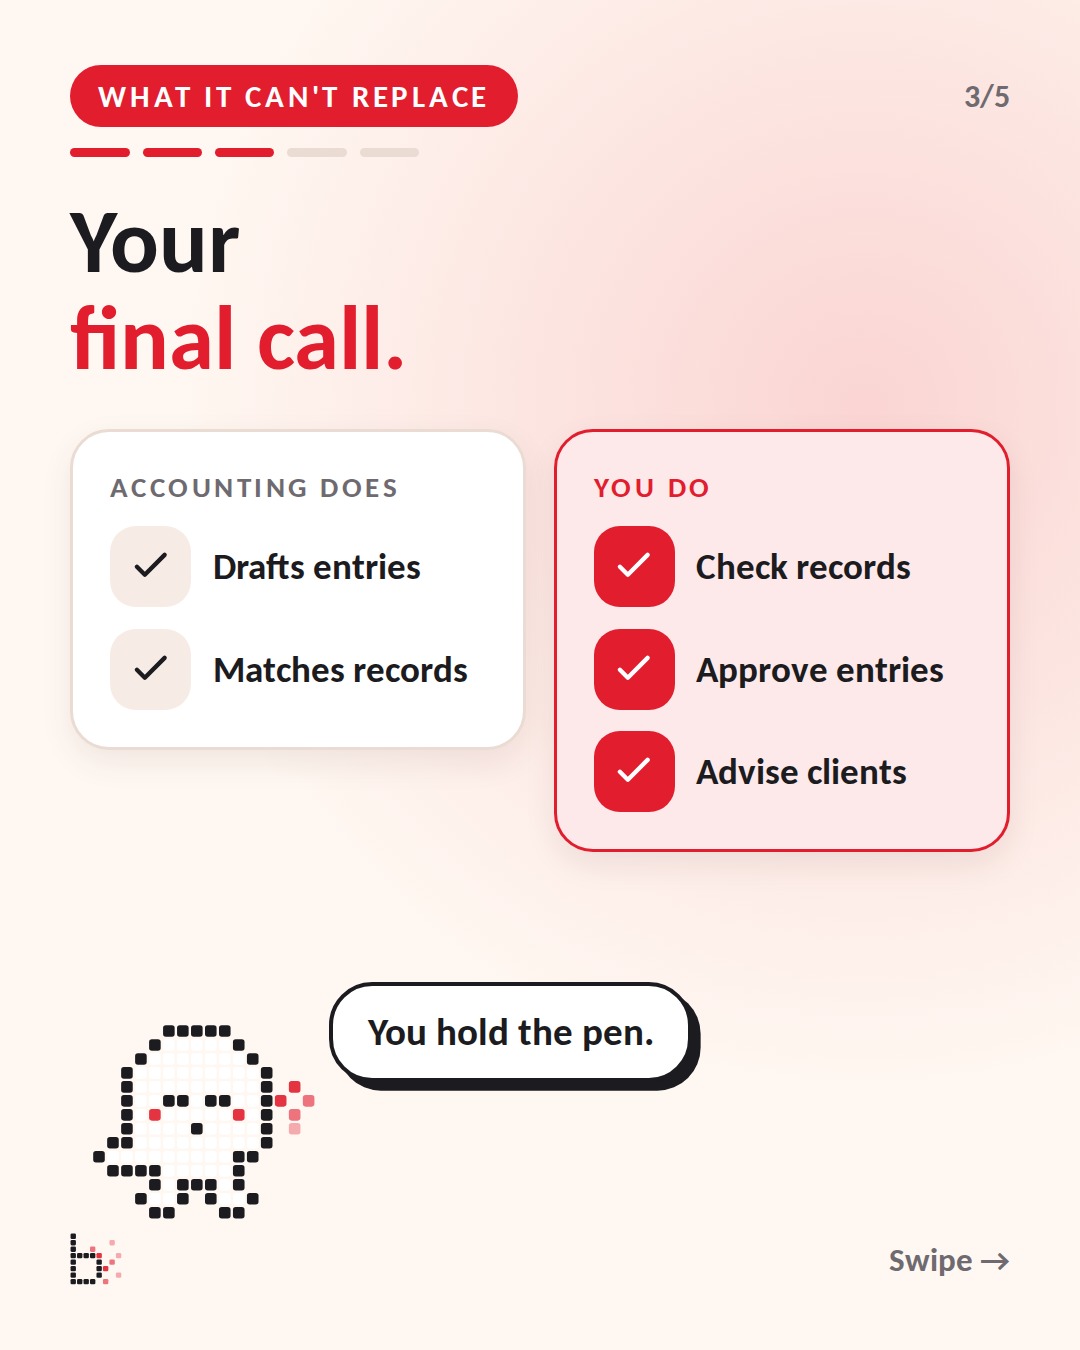 WHAT IT CAN'T REPLACE
3/5
Your
final call.
ACCOUNTING DOES
Drafts entries
Matches records
YOU DO
Check records
Approve entries
Advise clients
You hold the pen.
b
Swipe →